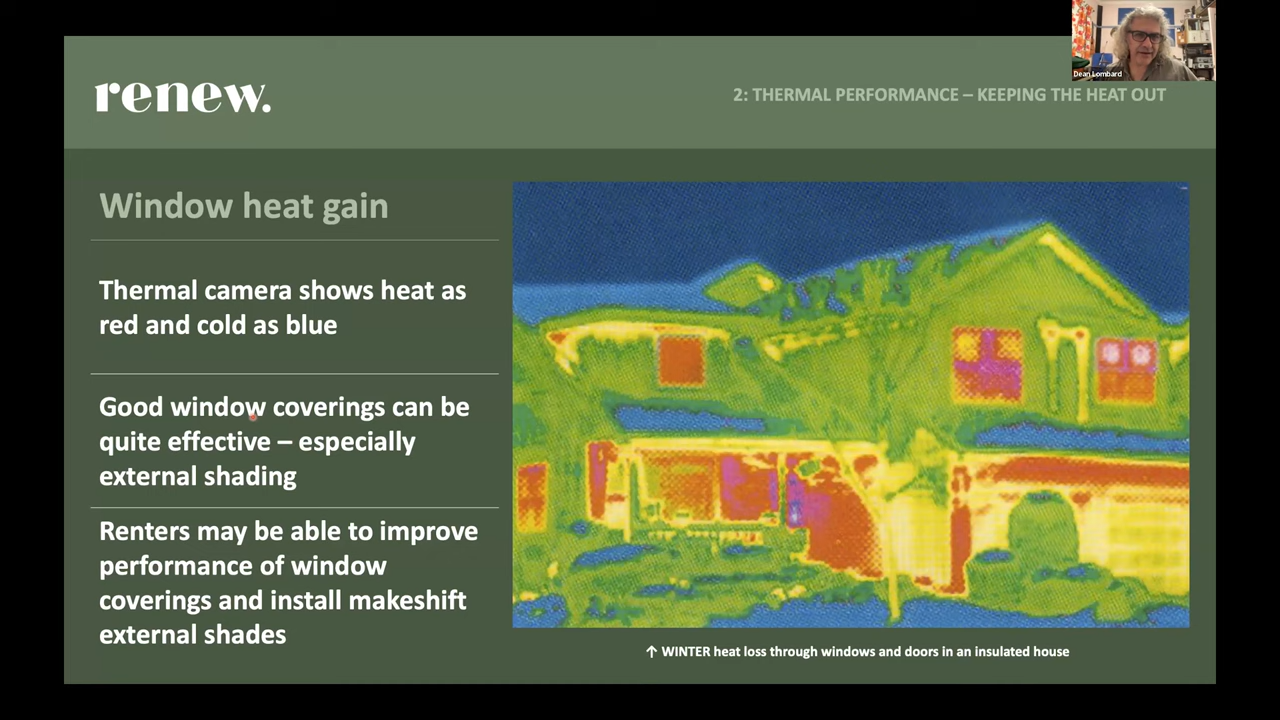 renew.
2: THERMAL PERFORMANCE – KEEPING THE HEAT OUT
Dean Lombard
Window heat gain
Thermal camera shows heat as
red and cold as blue
Good window coverings can be
quite effective – especially
external shading
Renters may be able to improve
performance of window
coverings and install makeshift
external shades
↑ WINTER heat loss through windows and doors in an insulated house